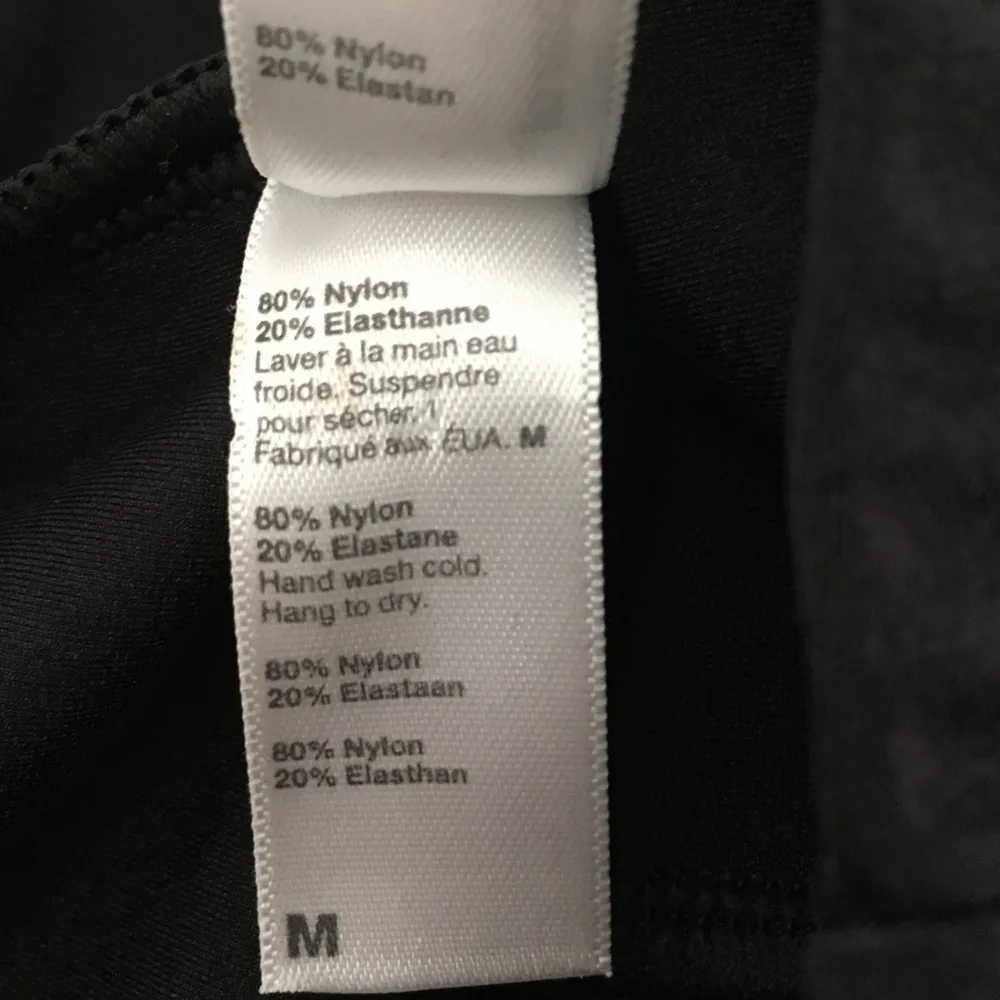 80% Nylon
20% Elastan
80% Nylon
20% Elasthanne
Laver à la main eau
froide. Suspendre
pour sécher. 1
Fabriqué aux ÉUA. M
80% Nylon
20% Elastane
Hand wash cold.
Hang to dry.
80% Nylon
20% Elastaan
80% Nylon
20% Elasthan
M